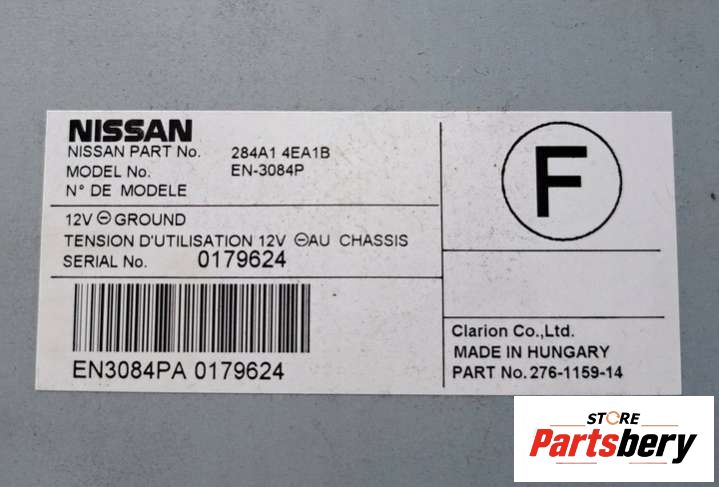 NISSAN
NISSAN PART No. 284A1 4EA1B
MODEL No. EN-3084P
N° DE MODELE
12V ⊖ GROUND
TENSION D'UTILISATION 12V ⊖AU CHASSIS
SERIAL No. 0179624
EN3084PA 0179624
F
Clarion Co.,Ltd.
MADE IN HUNGARY
PART No. 276-1159-14
STORE
Partsbery